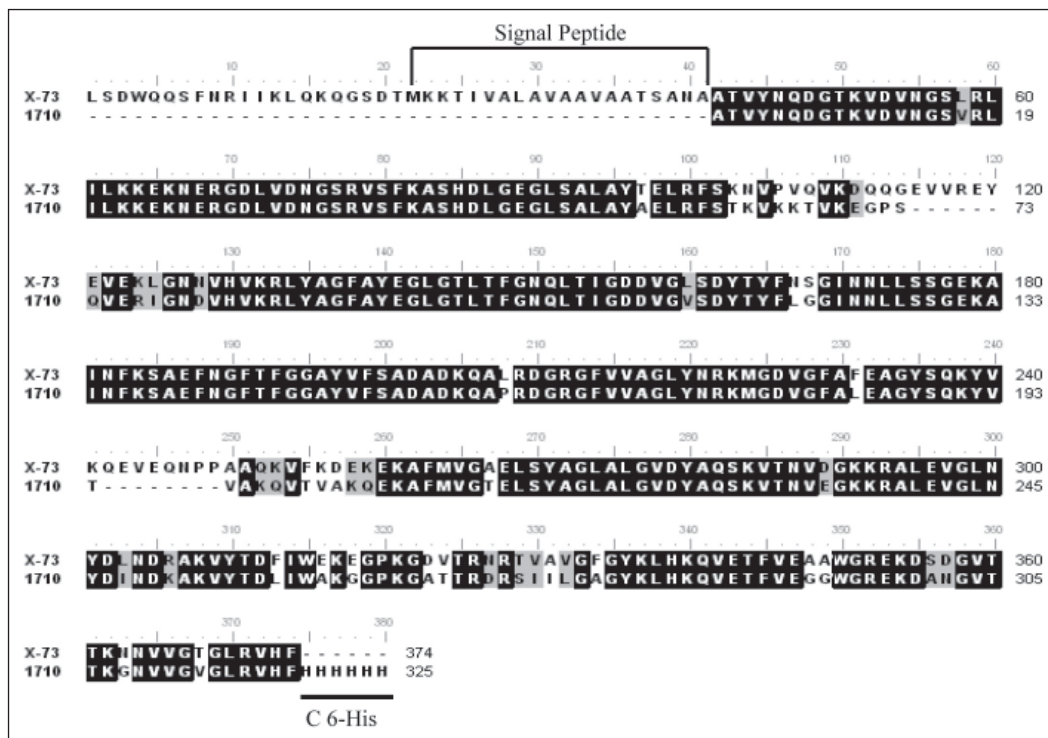 Signal Peptide
10 20 30 40 50 60
X-73 LSDWQQSFNRIIKLQKQGSDTMKKTIVALAVAAVAATSANAATVYNQDGTKVDVNGSLRL 60
1710 -----------------------------------------ATVYNQDGTKVDVNGSVRL 19
70 80 90 100 110 120
X-73 ILKKEKNERGDLVDNGSRVSFKASHDLGEGLSALAYTELRFSKNVPVQVKDQQGEVVREY 120
1710 ILKKEKNERGDLVDNGSRVSFKASHDLGEGLSALAYAELRFSTKVKKTVKEGPS------ 73
130 140 150 160 170 180
X-73 EVEKLGNNVHVKRLYAGFAYEGLGTLTFGNQLTIGDDVGLSDYTYFNSGINNLLSSGEKA 180
1710 QVERIGNDVHVKRLYAGFAYEGLGTLTFGNQLTIGDDVGVSDYTYFLGGINNLLSSGEKA 133
190 200 210 220 230 240
X-73 INFKSAEFNGFTFGGAYVFSADADKQALRDGRGFVVAGLYNRKMGDVGFAFEAGYSQKYV 240
1710 INFKSAEFNGFTFGGAYVFSADADKQAPRDGRGFVVAGLYNRKMGDVGFALEAGYSQKYV 193
250 260 270 280 290 300
X-73 KQEVEQNPPAAQKVFKDEKEKAFMVGAELSYAGLALGVDYAQSKVTNVDGKKRALEVGLN 300
1710 T--------VAKQVTVAKQEKAFMVGTELSYAGLALGVDYAQSKVTNVEGKKRALEVGLN 245
310 320 330 340 350 360
X-73 YDLNDRAKVYTDFIWEKEGPKGDVTRNRTVAVGFGYKLHKQVETFVEAAWGREKDSDGVT 360
1710 YDINDKAKVYTDLIWAKGGPKGATTRDRSIILGAGYKLHKQVETFVEGGWGREKDANGVT 305
370 380
X-73 TKNNVVGTGLRVHF------ 374
1710 TKGNVVGVGLRVHFHHHHHH 325
C 6-His